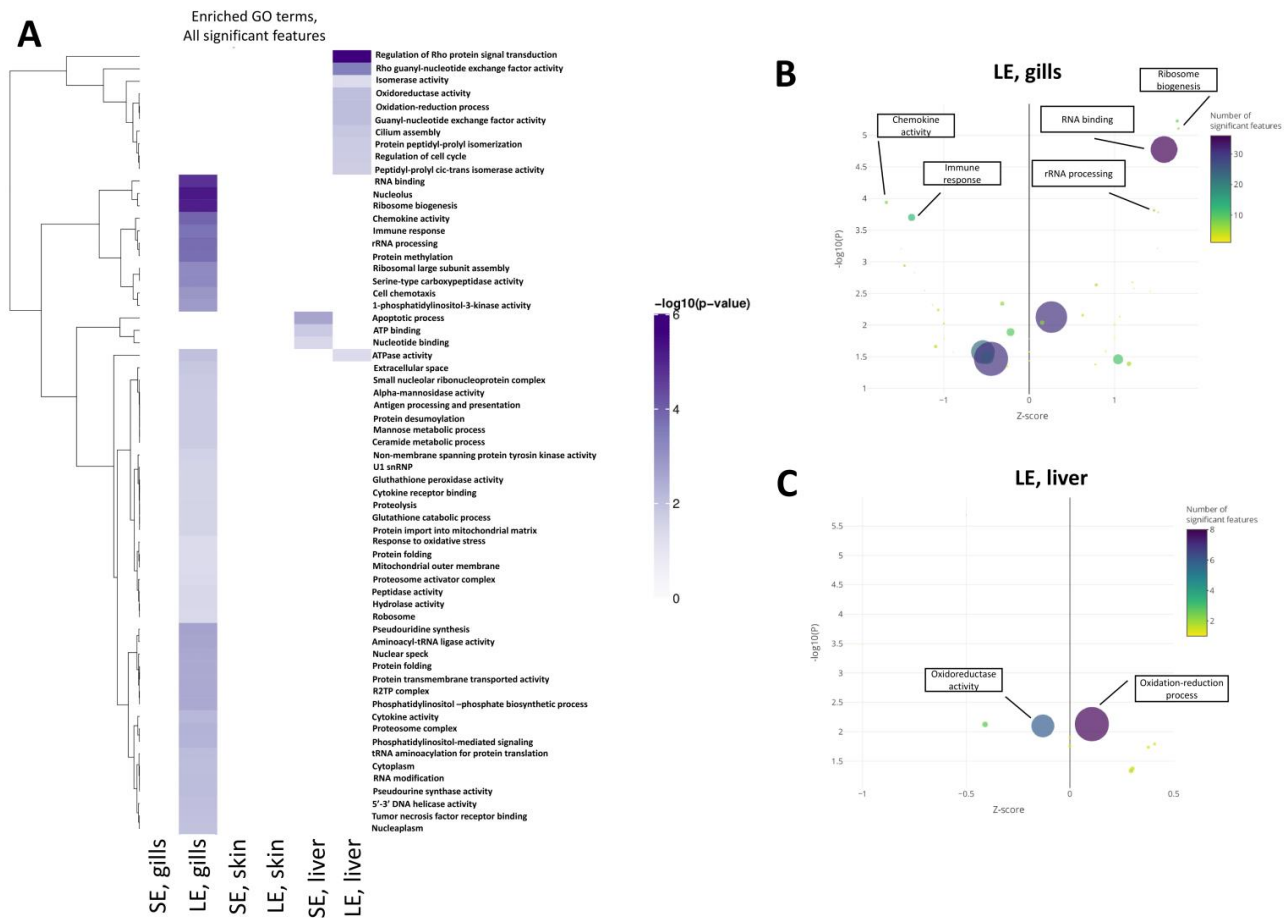 A
Enriched GO terms,
All significant features
Regulation of Rho protein signal transduction
Rho guanyl-nucleotide exchange factor activity
Isomerase activity
Oxidoreductase activity
Oxidation-reduction process
Guanyl-nucleotide exchange factor activity
Cilium assembly
Protein peptidyl-prolyl isomerization
Regulation of cell cycle
Peptidyl-prolyl cic-trans isomerase activity
RNA binding
Nucleolus
Ribosome biogenesis
Chemokine activity
Immune response
rRNA processing
Protein methylation
Ribosomal large subunit assembly
Serine-type carboxypeptidase activity
Cell chemotaxis
1-phosphatidylinositol-3-kinase activity
Apoptotic process
ATP binding
Nucleotide binding
ATPase activity
Extracellular space
Small nucleolar ribonucleoprotein complex
Alpha-mannosidase activity
Antigen processing and presentation
Protein desumoylation
Mannose metabolic process
Ceramide metabolic process
Non-membrane spanning protein tyrosin kinase activity
U1 snRNP
Gluthathione peroxidase activity
Cytokine receptor binding
Proteolysis
Glutathione catabolic process
Protein import into mitochondrial matrix
Response to oxidative stress
Protein folding
Mitochondrial outer membrane
Proteosome activator complex
Peptidase activity
Hydrolase activity
Robosome
Pseudouridine synthesis
Aminoacyl-tRNA ligase activity
Nuclear speck
Protein folding
Protein transmembrane transported activity
R2TP complex
Phosphatidylinositol –phosphate biosynthetic process
Cytokine activity
Proteosome complex
Phosphatidylinositol-mediated signaling
tRNA aminoacylation for protein translation
Cytoplasm
RNA modification
Pseudourine synthase activity
5'-3' DNA helicase activity
Tumor necrosis factor receptor binding
Nucleaplasm
SE, gills
LE, gills
SE, skin
LE, skin
SE, liver
LE, liver
−log10(p−value)
6
4
2
0
B
LE, gills
Ribosome
biogenesis
Chemokine
activity
RNA binding
Immune
response
rRNA processing
Number of
significant features
30
20
10
5
4.5
4
3.5
3
2.5
2
1.5
1
-log10(P)
−1
0
1
Z-score
C
LE, liver
Number of
significant features
8
6
4
2
5.5
5
4.5
4
3.5
3
2.5
2
1.5
-log10(P)
Oxidoreductase
activity
Oxidation-reduction
process
−1
−0.5
0
0.5
Z-score